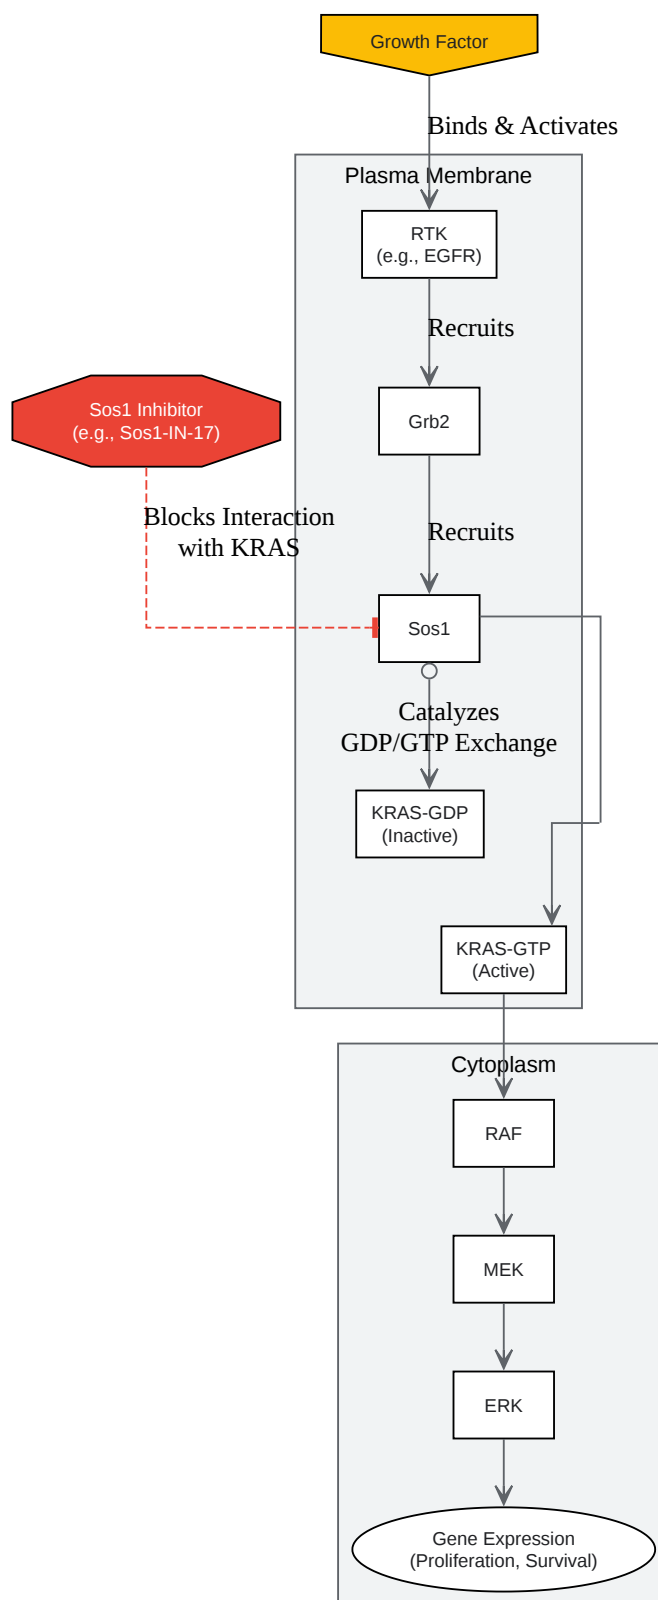 Growth Factor
Binds & Activates
Plasma Membrane
RTK
(e.g., EGFR)
Recruits
Sos1 Inhibitor
(e.g., Sos1-IN-17)
Grb2
Blocks Interaction
with KRAS
Recruits
Sos1
Catalyzes
GDP/GTP Exchange
KRAS-GDP
(Inactive)
KRAS-GTP
(Active)
Cytoplasm
RAF
MEK
ERK
Gene Expression
(Proliferation, Survival)